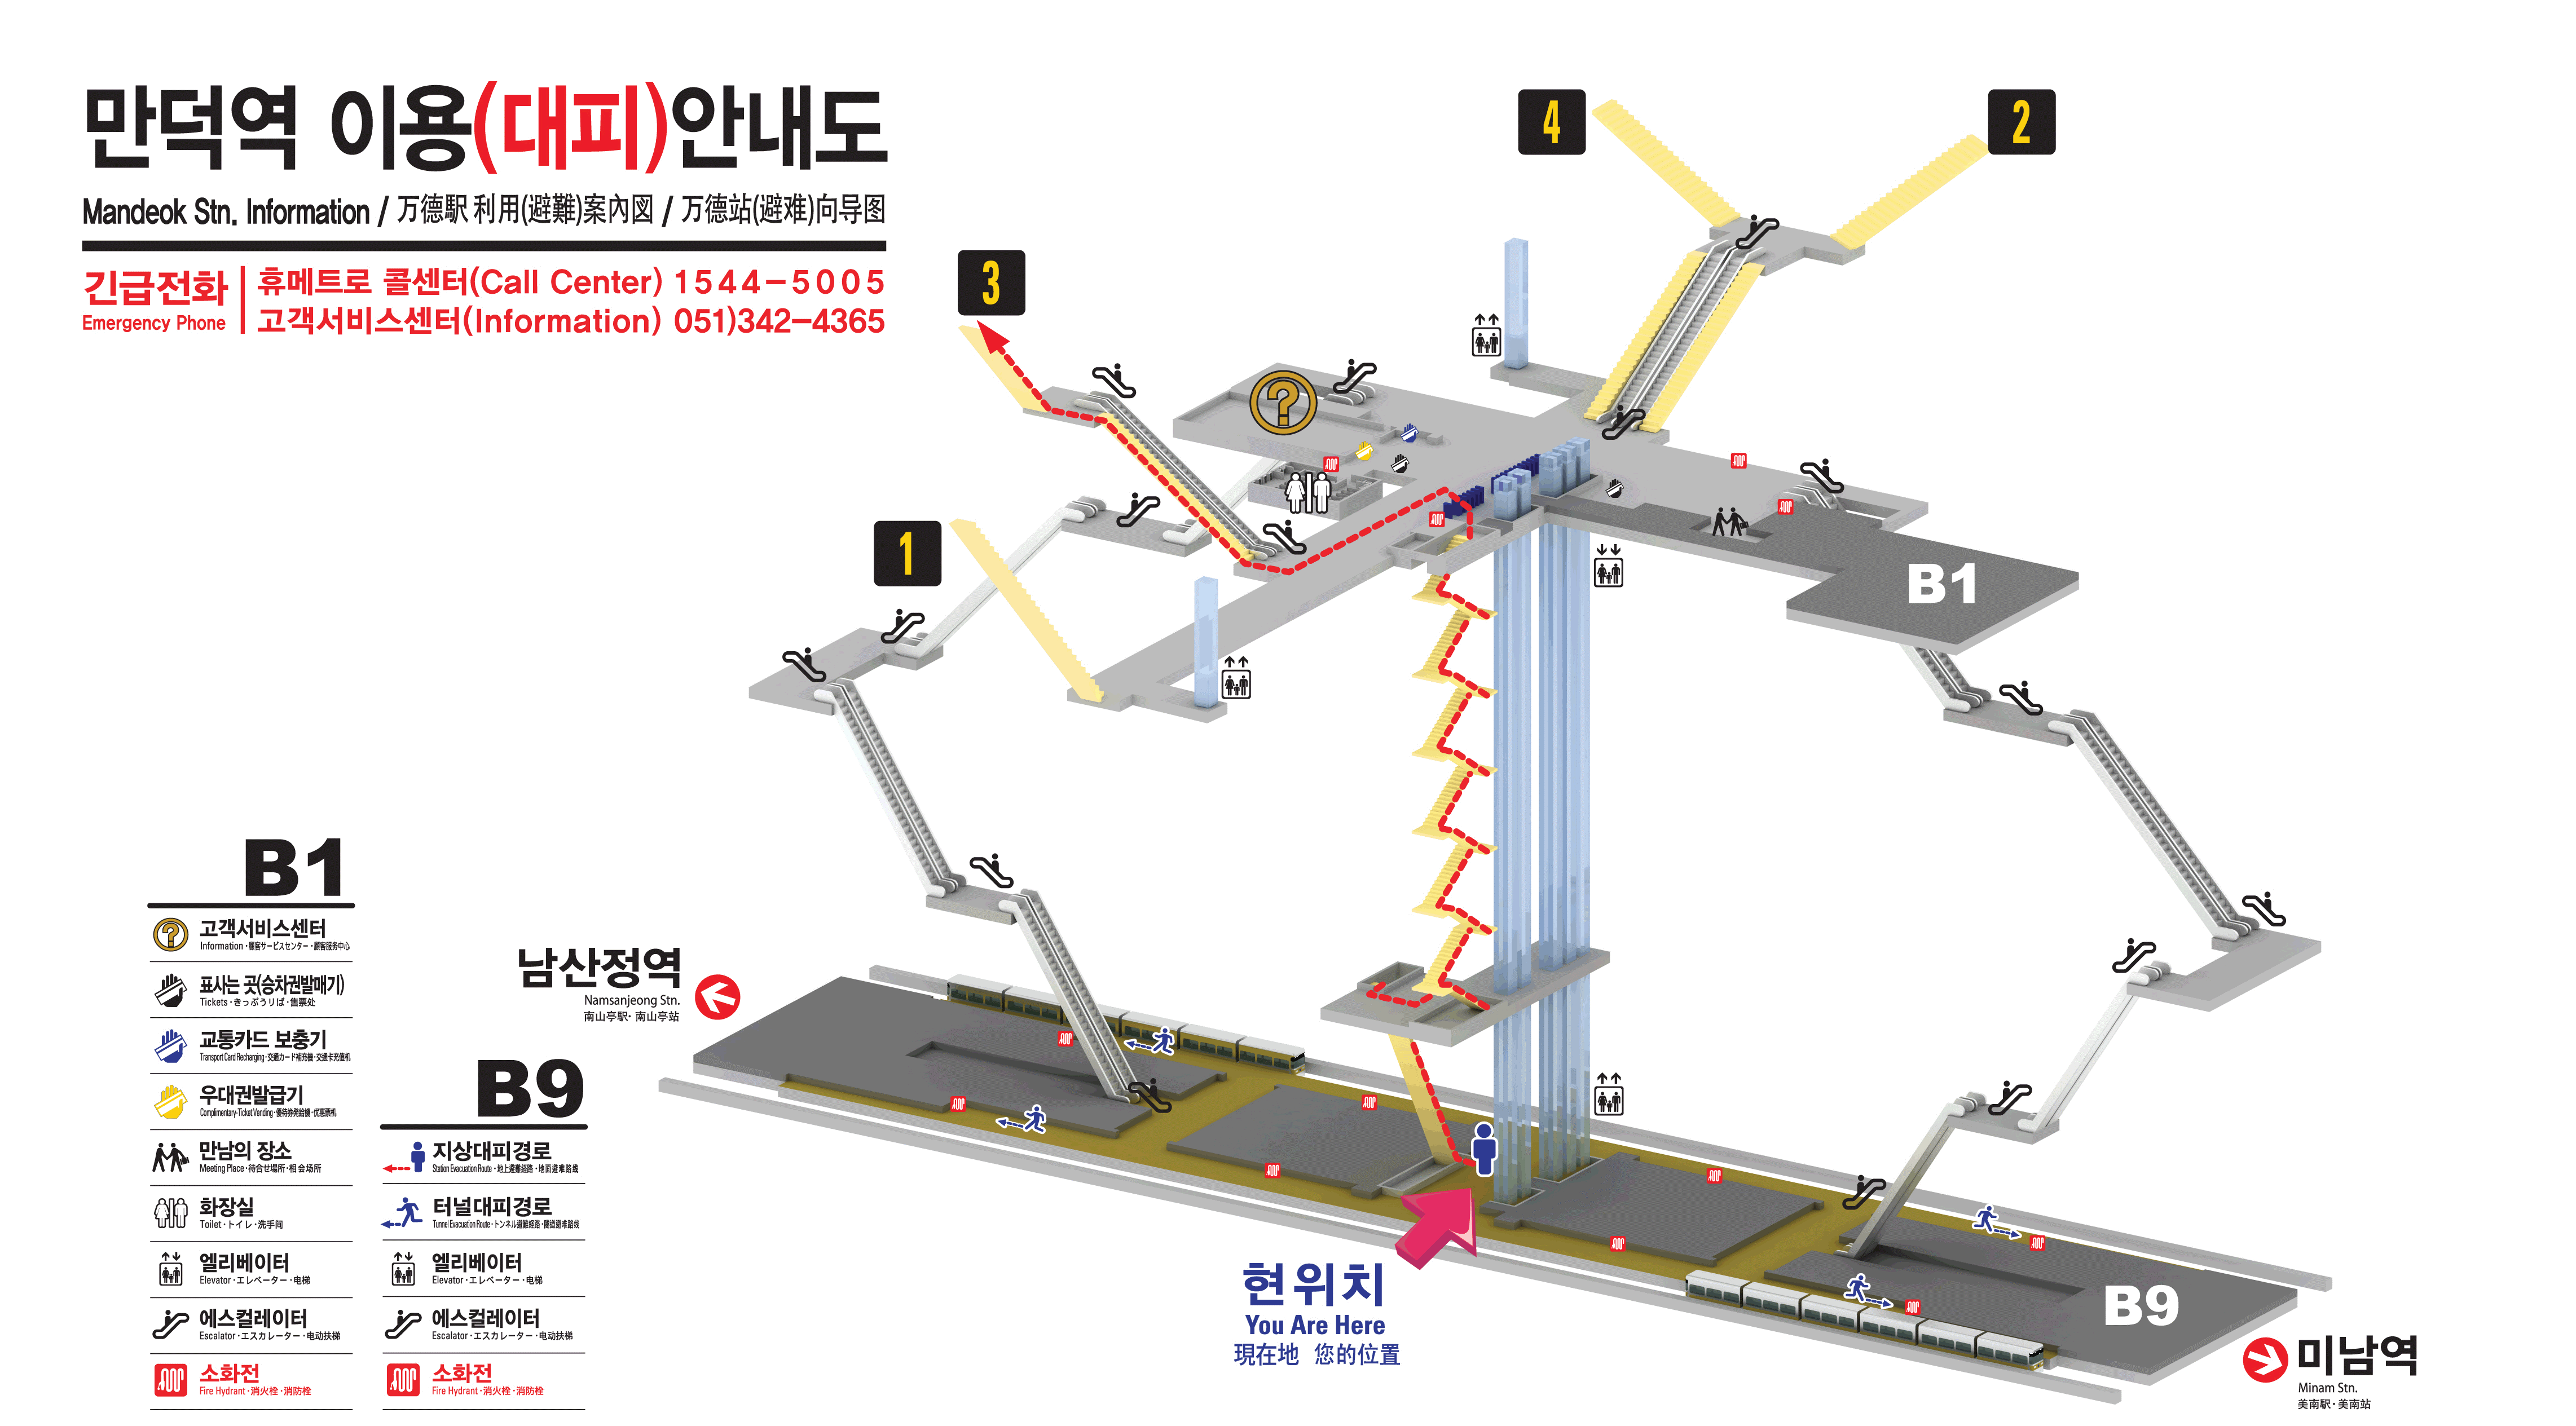 만덕역 이용(대피)안내도
Mandeok Stn. Information / 万德駅 利用(避難)案內図 / 万德站(避难)向导图
긴급전화
Emergency Phone
휴메트로 콜센터(Call Center) 1544-5005
고객서비스센터(Information) 051)342-4365
4
2
3
1
B1
B1
고객서비스센터
Information・顧客サービスセンター・顧客服务中心
표사는 곳(승차권발매기)
Tickets・きっぷうりば・售票处
교통카드 보충기
Transport Card Recharging・交通カード補充機・交通卡充值机
우대권발급기
Complimentary-Ticket Vending・優待券発給機・优惠票机
만남의 장소
Meeting Place・待合せ場所・相会场所
화장실
Toilet・トイレ・洗手间
엘리베이터
Elevator・エレベーター・电梯
에스컬레이터
Escalator・エスカレーター・电动扶梯
소화전
Fire Hydrant・消火栓・消防栓
B9
지상대피경로
Station Evacuation Route・地上避難経路・地面避难路线
터널대피경로
Tunnel Evacuation Route・トンネル避難経路・隧道避难路线
엘리베이터
Elevator・エレベーター・电梯
에스컬레이터
Escalator・エスカレーター・电动扶梯
소화전
Fire Hydrant・消火栓・消防栓
남산정역
Namsanjeong Stn.
南山亭駅・南山亭站
현위치
You Are Here
現在地 您的位置
B9
미남역
Minam Stn.
美南駅・美南站